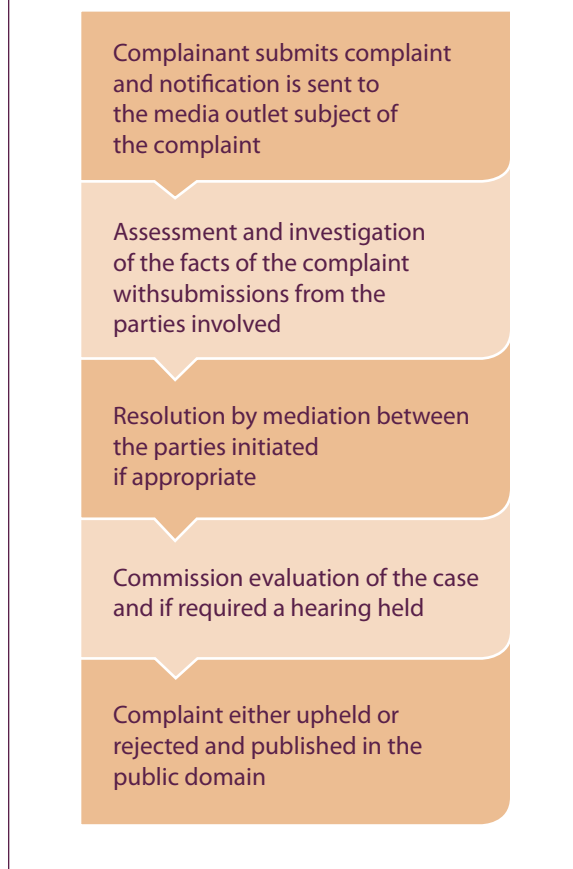 Complainant submits complaint
and notification is sent to
the media outlet subject of
the complaint
Assessment and investigation
of the facts of the complaint
withsubmissions from the
parties involved
Resolution by mediation between
the parties initiated
if appropriate
Commission evaluation of the case
and if required a hearing held
Complaint either upheld or
rejected and published in the
public domain